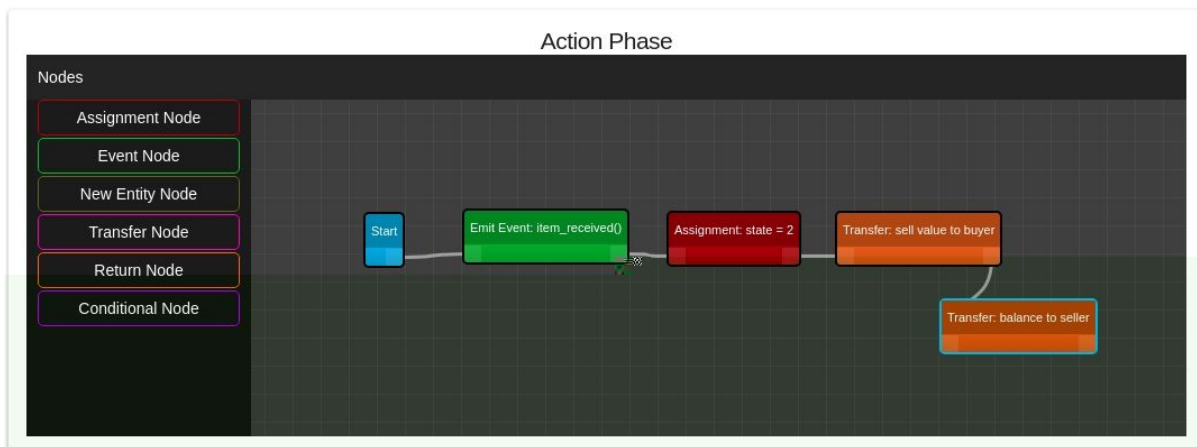 Action Phase
Nodes
Assignment Node
Event Node
New Entity Node
Transfer Node
Return Node
Conditional Node
Start
Emit Event: item_received()
Assignment: state = 2
Transfer: sell value to buyer
Transfer: balance to seller